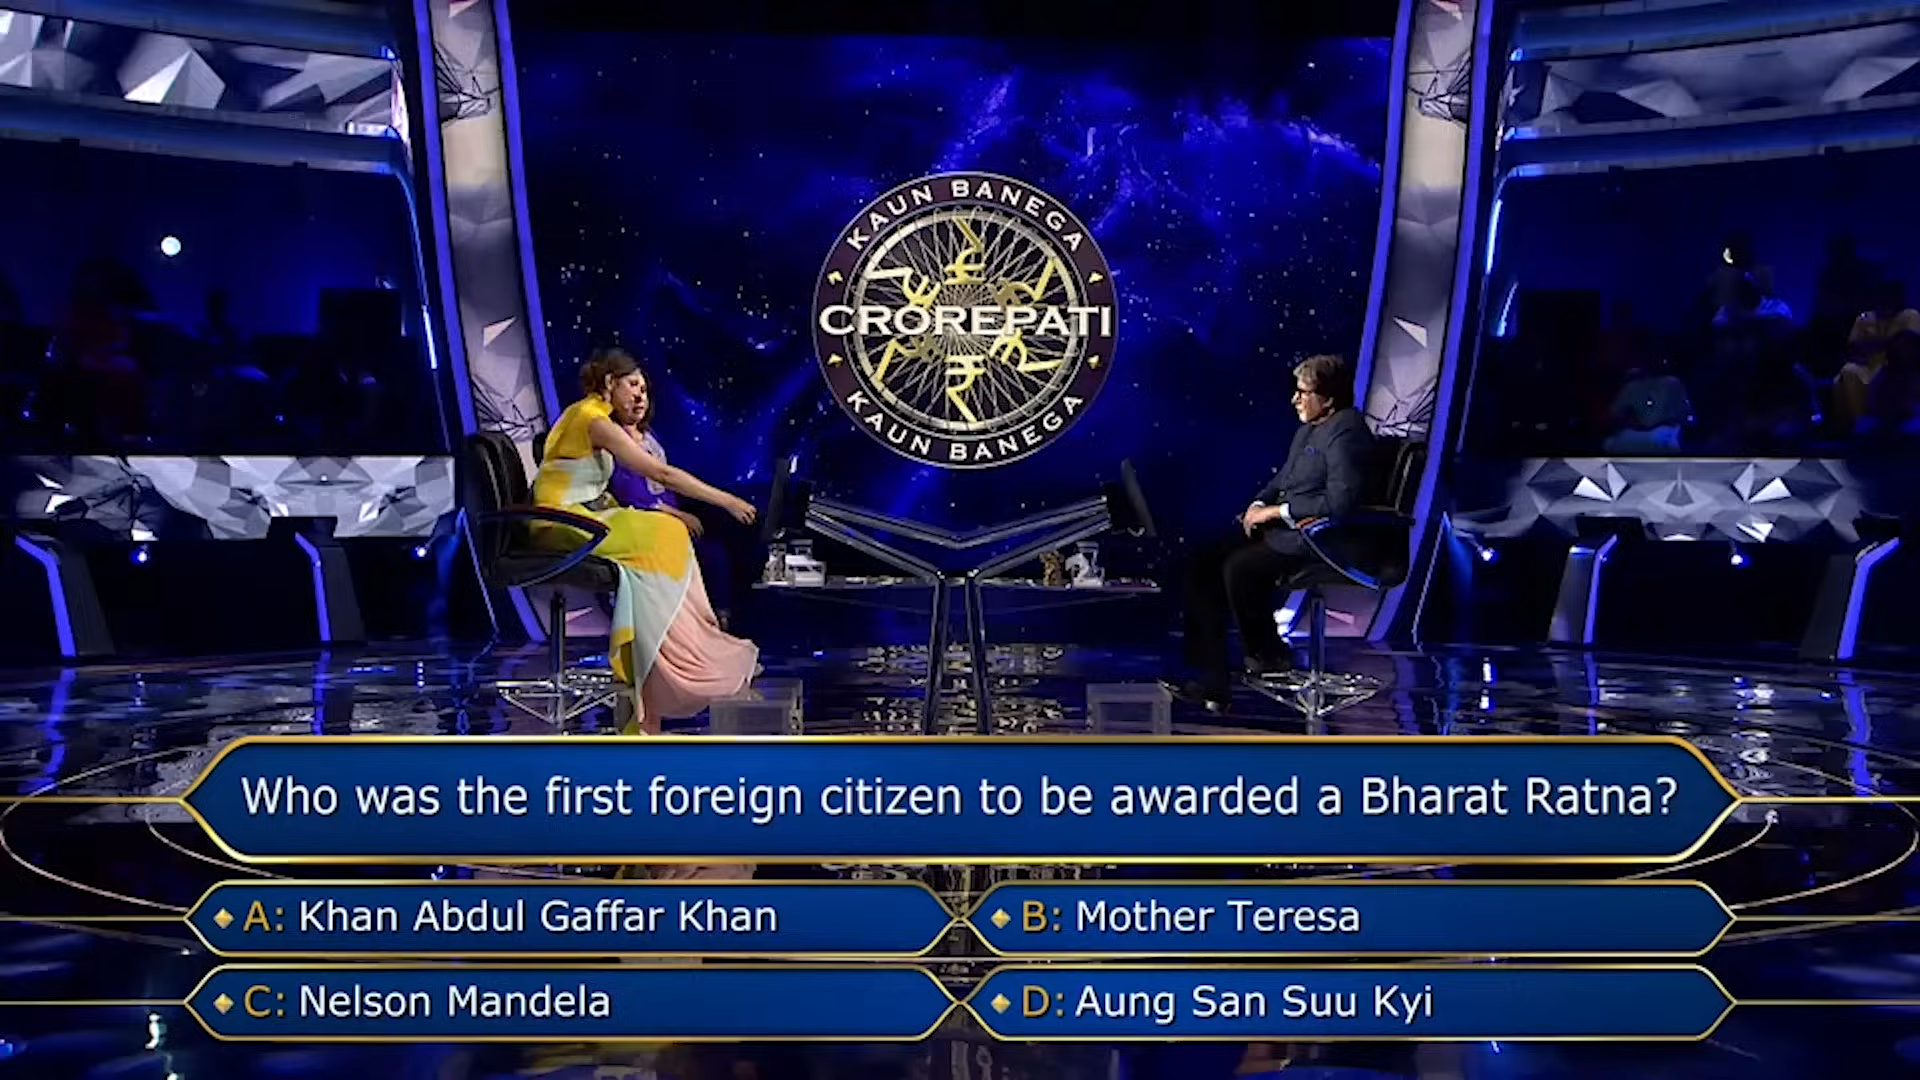 KAUN BANEGA
CROREPATI
KAUN BANEGA
Who was the first foreign citizen to be awarded a Bharat Ratna?
A: Khan Abdul Gaffar Khan
B: Mother Teresa
C: Nelson Mandela
D: Aung San Suu Kyi